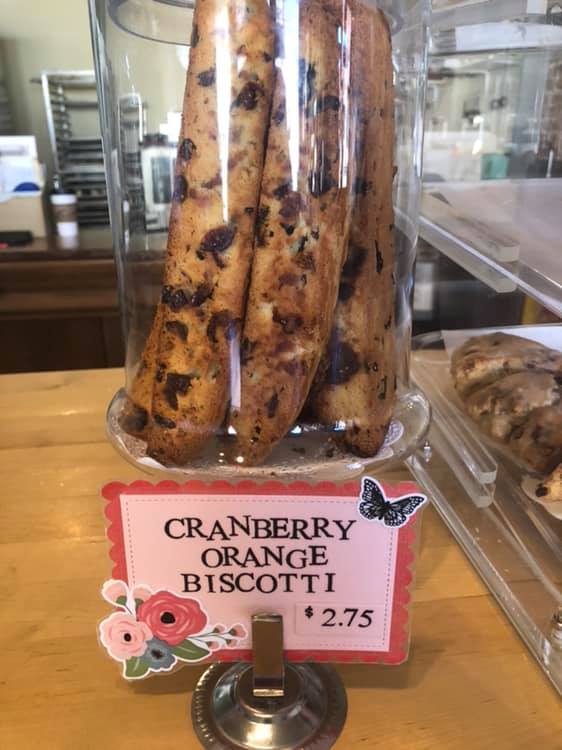 CRANBERRY
ORANGE
BISCOTTI
$ 2.75